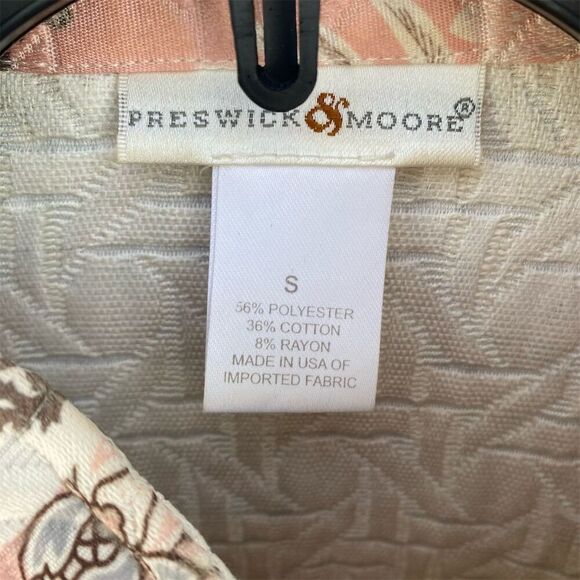 PRESWICK & MOORE®
S
56% POLYESTER
36% COTTON
8% RAYON
MADE IN USA OF
IMPORTED FABRIC